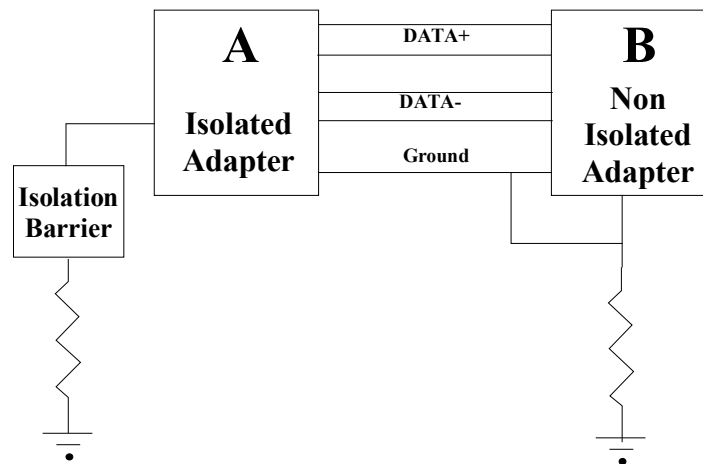 A
Isolated
Adapter
DATA+
DATA-
Ground
B
Non
Isolated
Adapter
Isolation
Barrier